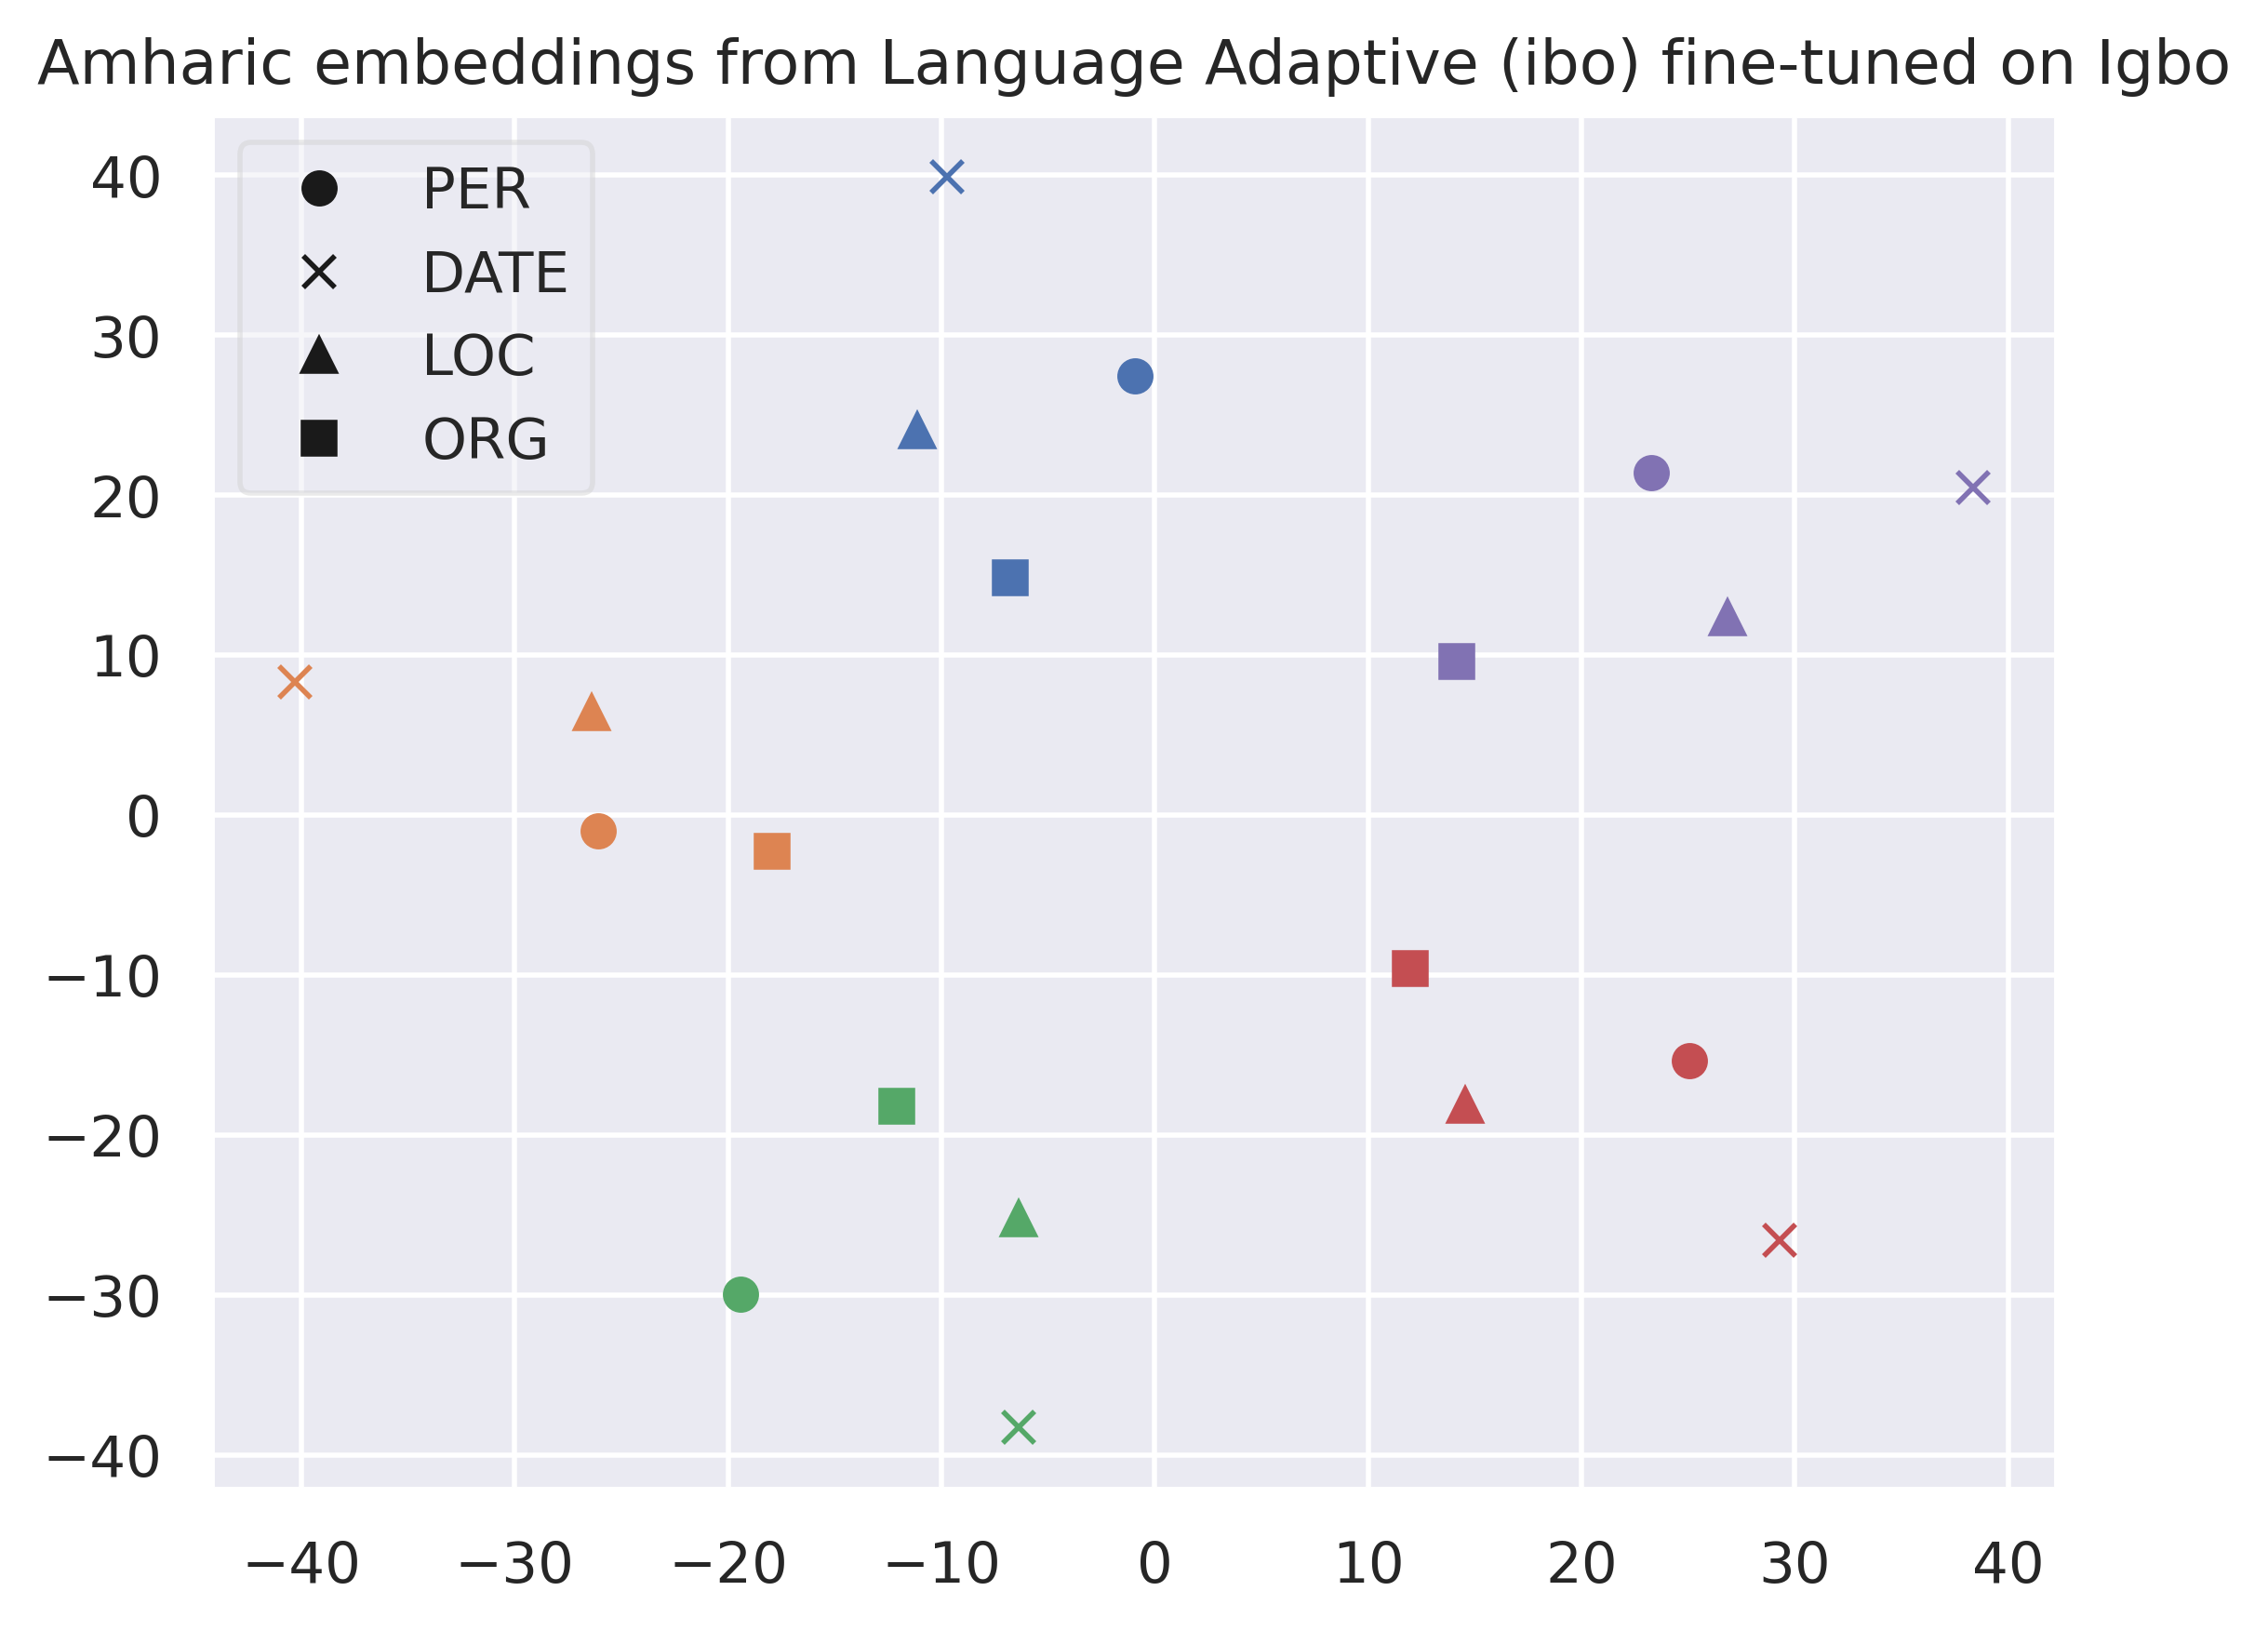 Amharic embeddings from Language Adaptive (ibo) fine-tuned on Igbo
PER
DATE
LOC
ORG
40
30
20
10
0
−10
−20
−30
−40
−40 −30 −20 −10 0 10 20 30 40